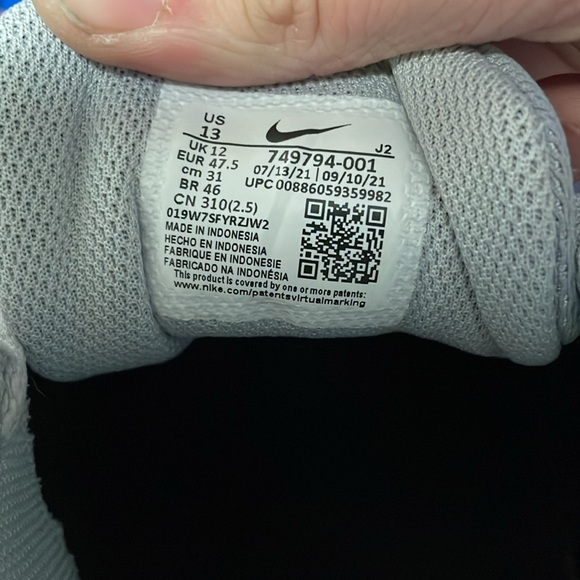 US
13
J2
UK 12
749794-001
EUR 47.5
07/13/21 | 09/10/21
cm 31
UPC 00886059359982
BR 46
CN 310(2.5)
019W7SFYRZJW2
MADE IN INDONESIA
HECHO EN INDONESIA
FABRIQUE EN INDONESIE
FABRICADO NA INDONÉSIA
This product is covered by one or more patents:
www.nike.com/patentsvirtualmarking